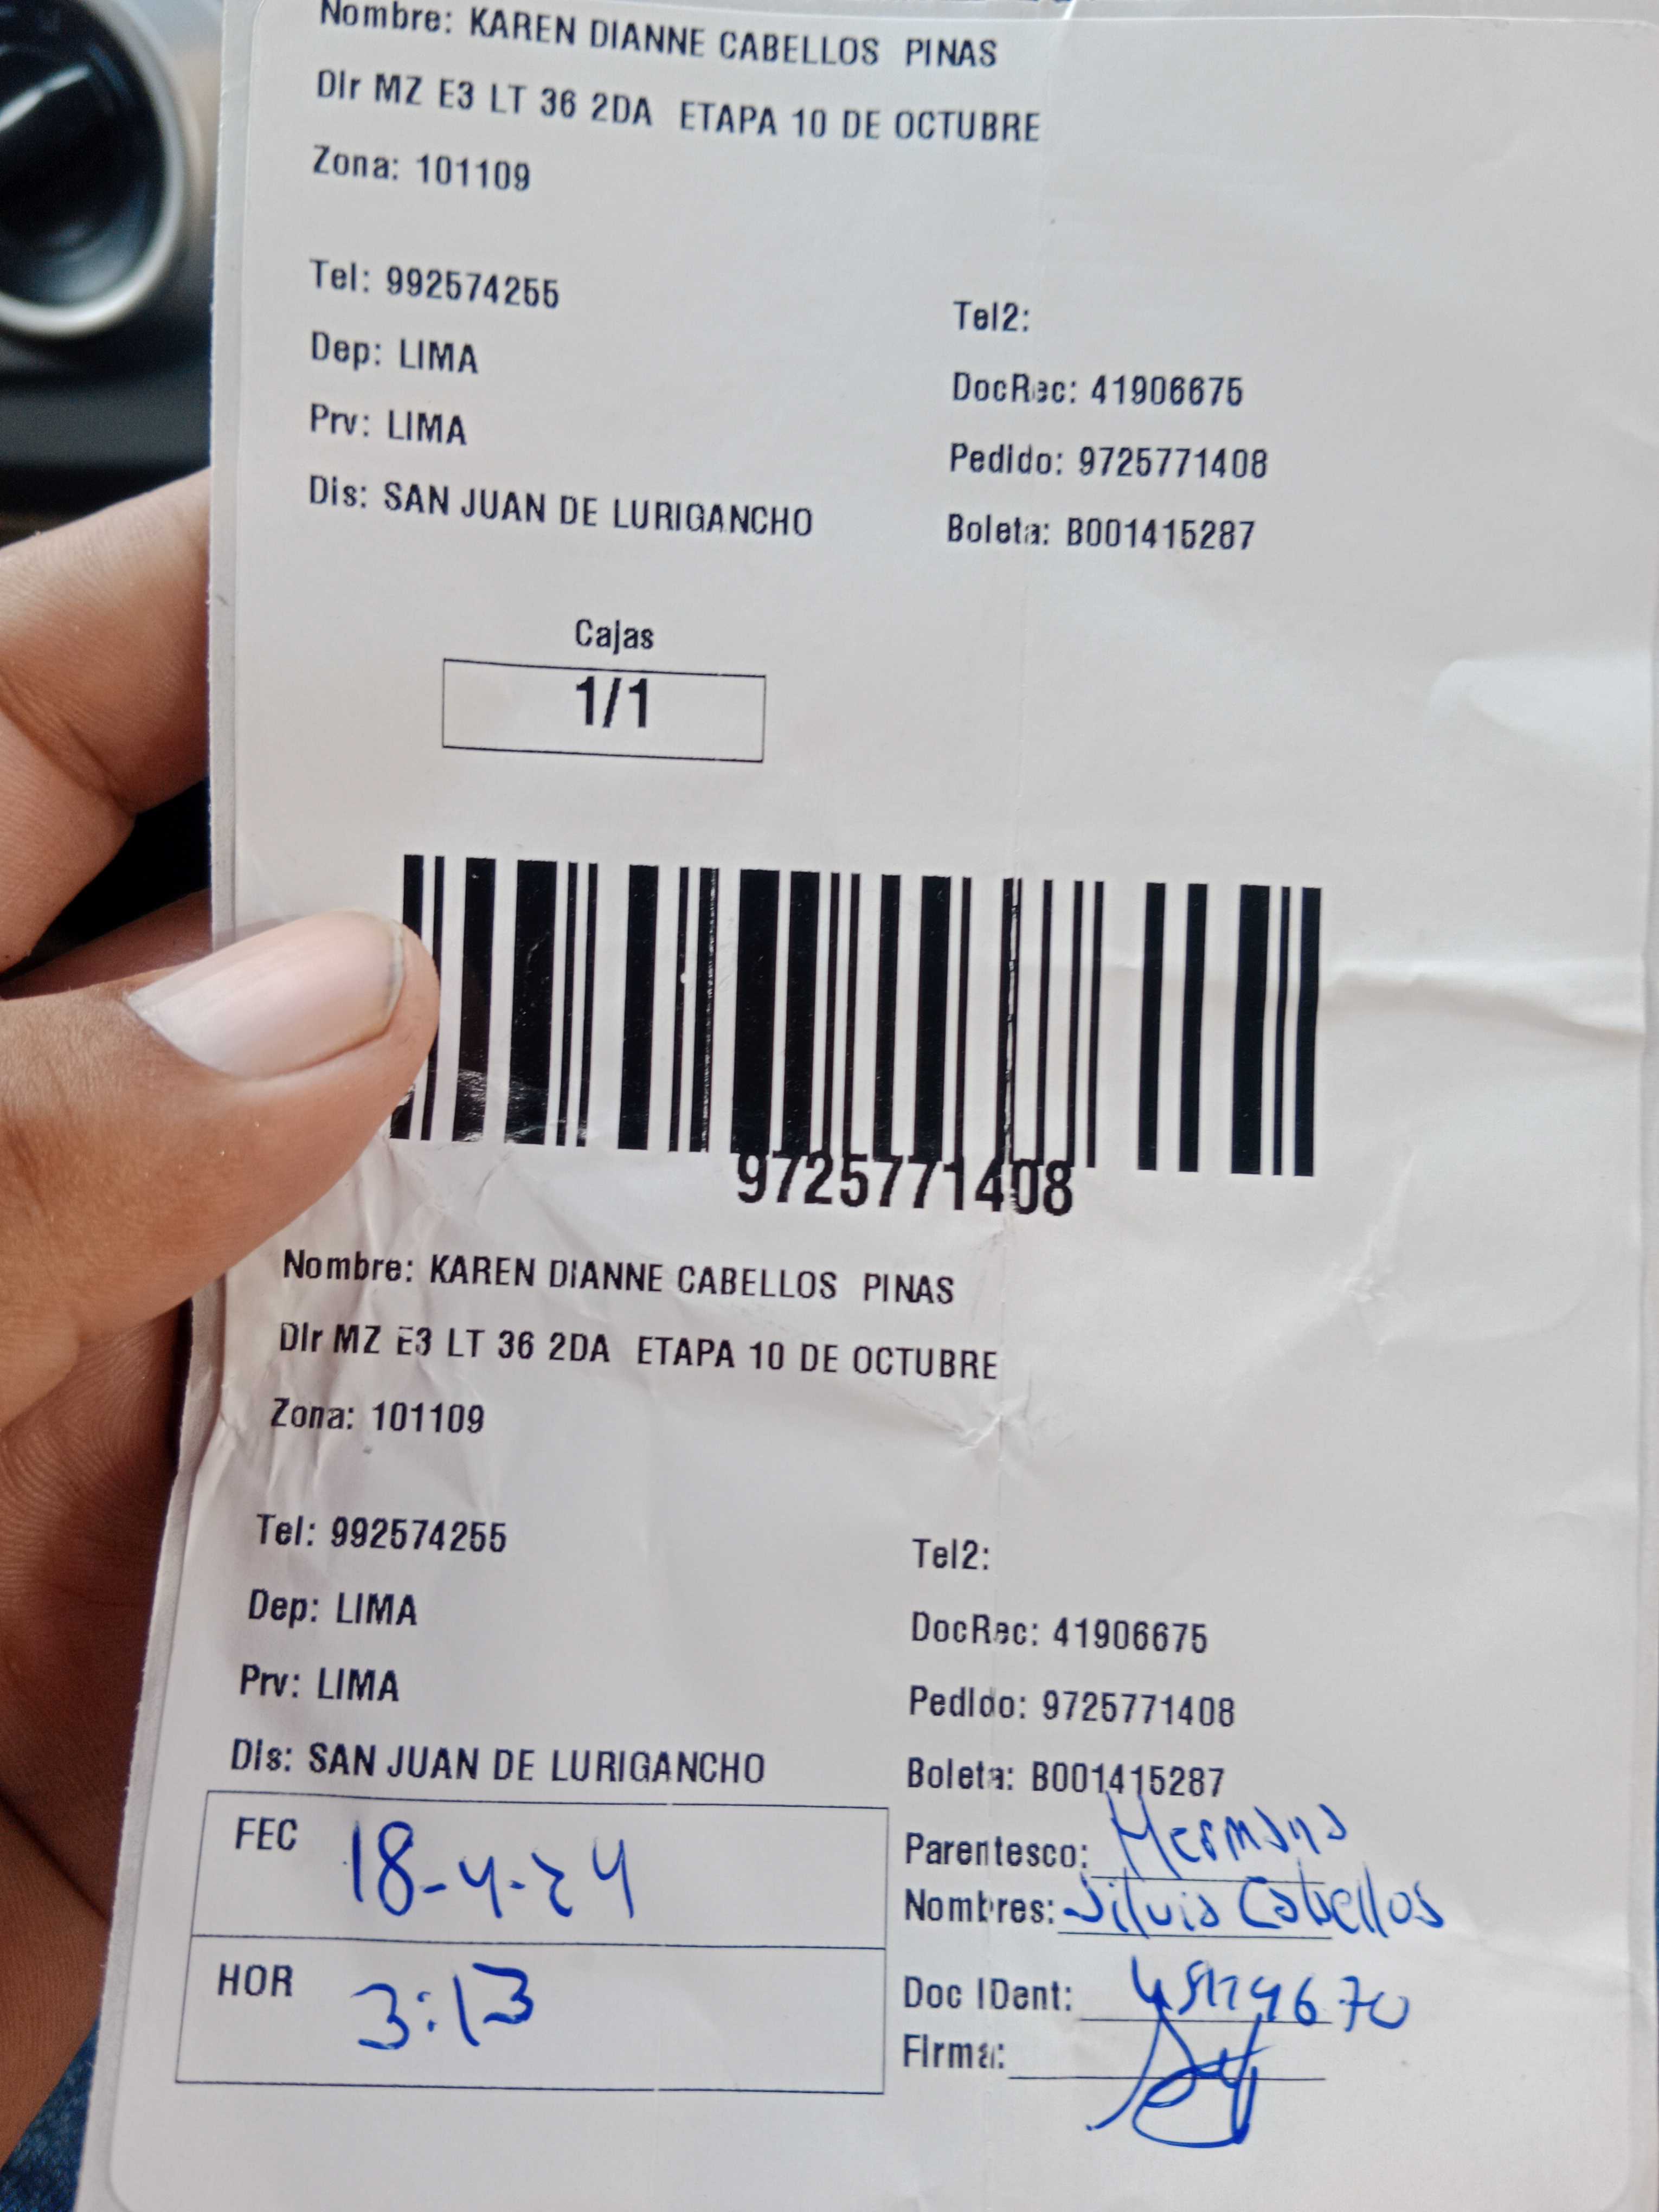 Nombre: KAREN DIANNE CABELLOS PINAS
Dir MZ E3 LT 36 2DA ETAPA 10 DE OCTUBRE
Zona: 101109
Tel: 992574255
Tel2:
Dep: LIMA
DocRec: 41906675
Prv: LIMA
Pedido: 9725771408
Dis: SAN JUAN DE LURIGANCHO
Boleta: B001415287
Cajas
1/1
9725771408
Nombre: KAREN DIANNE CABELLOS PINAS
Dir MZ E3 LT 36 2DA ETAPA 10 DE OCTUBRE
Zona: 101109
Tel: 992574255
Tel2:
Dep: LIMA
DocRec: 41906675
Prv: LIMA
Pedido: 9725771408
Dis: SAN JUAN DE LURIGANCHO
Boleta: B001415287
FEC 18-4-24
Parentesco: Hermana
Nombres: Silvia Cabellos
HOR 3:13
Doc IDent:
Firma: